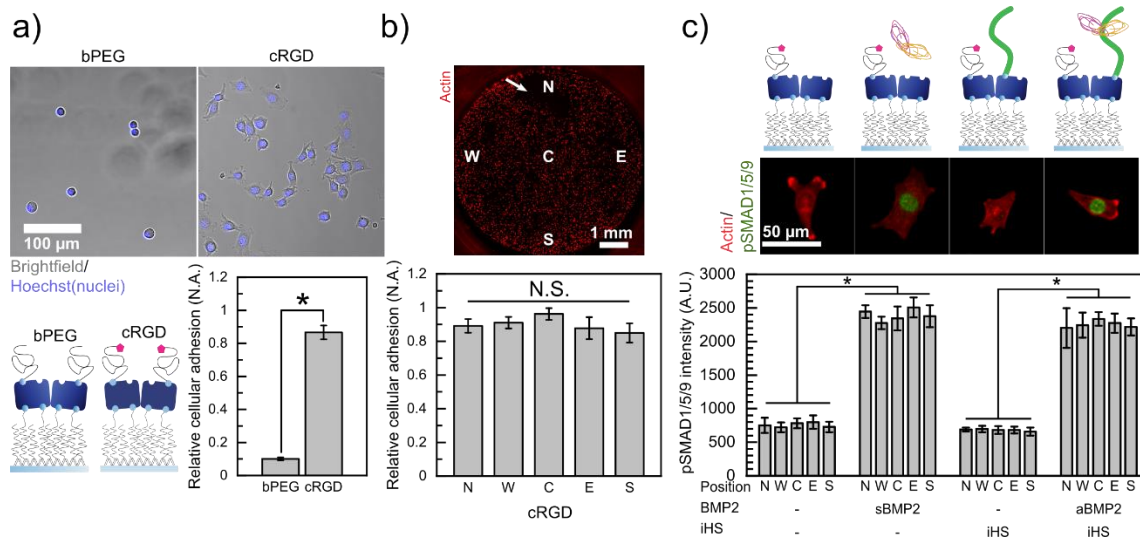 a)
bPEG
cRGD
100 µm
Brightfield/
Hoechst(nuclei)
bPEG
cRGD
Relative cellular adhesion (N.A.)
1.2
1
0.8
0.6
0.4
0.2
0
*
bPEG cRGD
b)
Actin
N
W
C
E
S
1 mm
Relative cellular adhesion (N.A.)
1.2
1
0.8
0.6
0.4
0.2
0
N.S.
N W C E S
cRGD
c)
Actin/
pSMAD1/5/9
50 µm
pSMAD1/5/9 intensity (A.U.)
3000
2500
2000
1500
1000
500
0
*
*
Position N W C E S N W C E S N W C E S N W C E S
BMP2 - sBMP2 - aBMP2
iHS - - iHS iHS